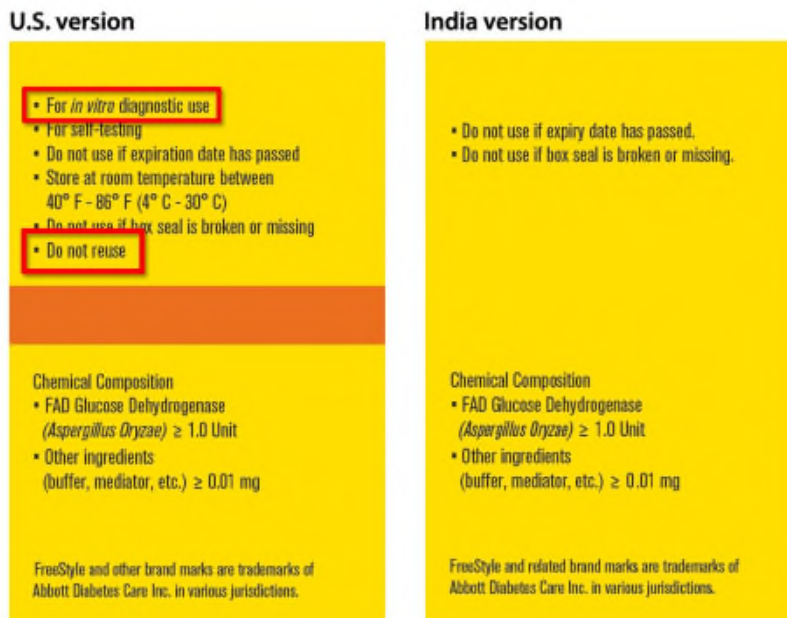 U.S. version
• For in vitro diagnostic use
• For self-testing
• Do not use if expiration date has passed
• Store at room temperature between
40° F - 86° F (4° C - 30° C)
• Do not use if box seal is broken or missing
• Do not reuse
Chemical Composition
• FAD Glucose Dehydrogenase
(Aspergillus Oryzae) ≥ 1.0 Unit
• Other ingredients
(buffer, mediator, etc.) ≥ 0.01 mg
FreeStyle and other brand marks are trademarks of
Abbott Diabetes Care Inc. in various jurisdictions.
India version
• Do not use if expiry date has passed.
• Do not use if box seal is broken or missing.
Chemical Composition
• FAD Glucose Dehydrogenase
(Aspergillus Oryzae) ≥ 1.0 Unit
• Other ingredients
(buffer, mediator, etc.) ≥ 0.01 mg
FreeStyle and related brand marks are trademarks of
Abbott Diabetes Care Inc. in various jurisdictions.